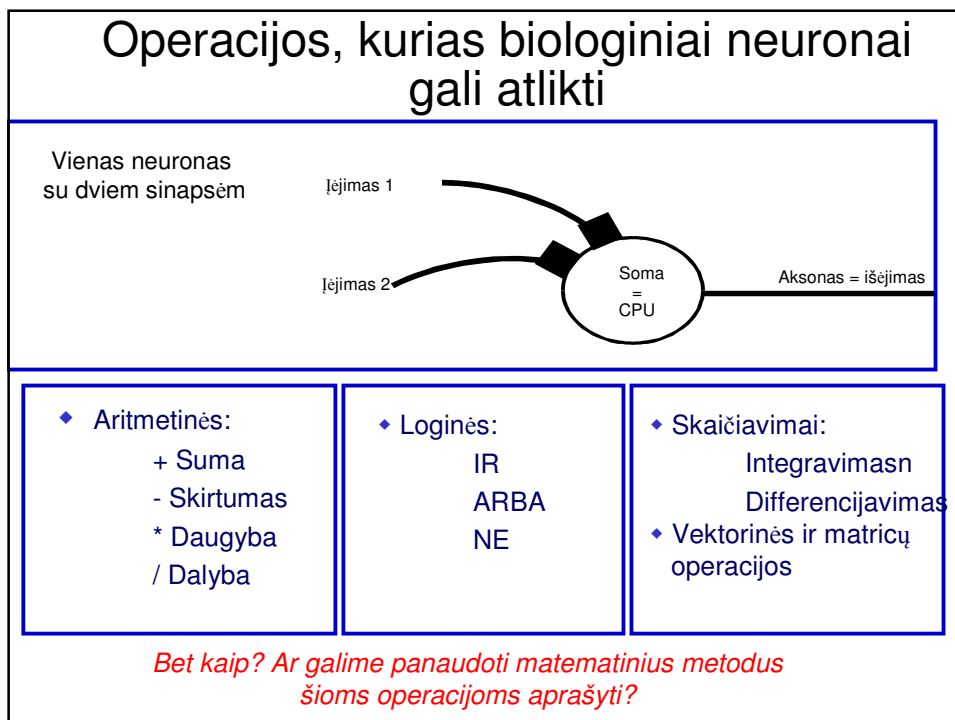 Operacijos, kurias biologiniai neuronai
gali atlikti
Vienas neuronas
su dviem sinapsėm
Įėjimas 1
Įėjimas 2
Soma
=
CPU
Aksonas = išėjimas
Aritmetinės:
+ Suma
- Skirtumas
* Daugyba
/ Dalyba
Loginės:
IR
ARBA
NE
Skaičiavimai:
Integravimasn
Differencijavimas
Vektorinės ir matricų
operacijos
Bet kaip? Ar galime panaudoti matematinius metodus
šioms operacijoms aprašyti?